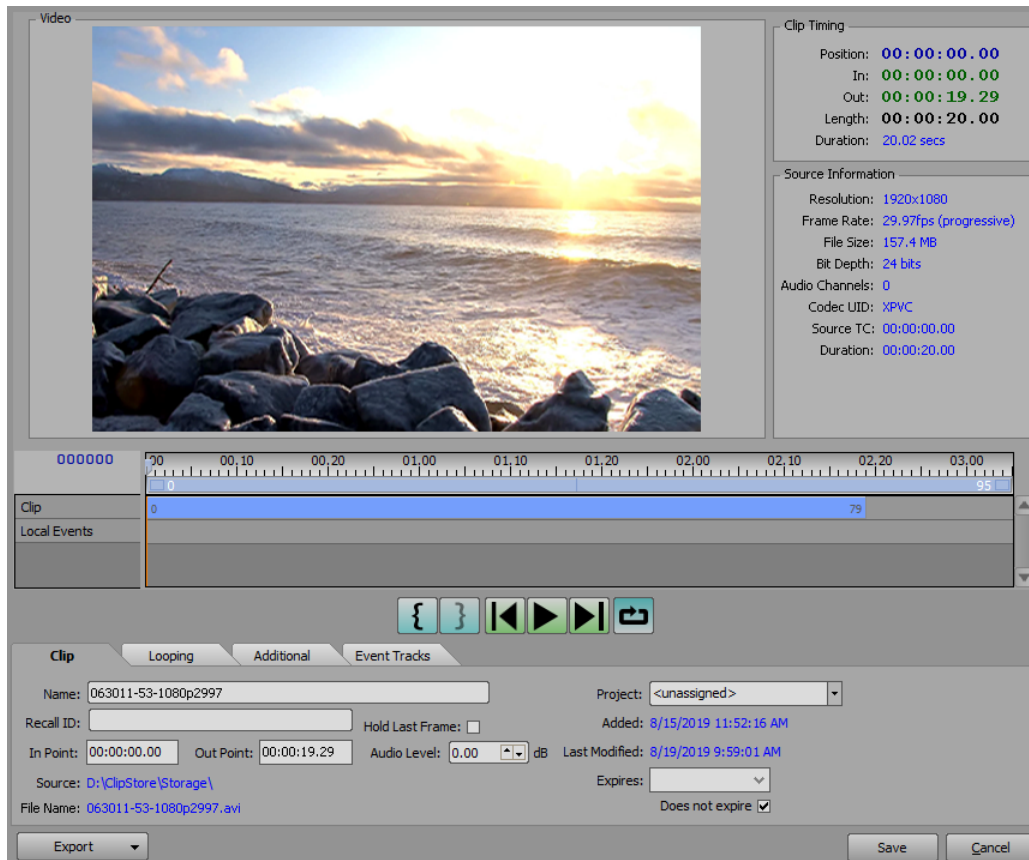 Video
Clip Timing
Position: 00:00:00.00
In: 00:00:00.00
Out: 00:00:19.29
Length: 00:00:20.00
Duration: 20.02 secs
Source Information
Resolution: 1920x1080
Frame Rate: 29.97fps (progressive)
File Size: 157.4 MB
Bit Depth: 24 bits
Audio Channels: 0
Codec UID: XPVC
Source TC: 00:00:00.00
Duration: 00:00:20.00
000000 00 00;10 00;20 01;00 01;10 01;20 02;00 02;10 02;20 03;00
0 95
Clip 0 79
Local Events
{ }
Clip Looping Additional Event Tracks
Name: 063011-53-1080p2997
Project: <unassigned>
Recall ID:
Hold Last Frame:
Added: 8/15/2019 11:52:16 AM
In Point: 00:00:00.00 Out Point: 00:00:19.29 Audio Level: 0.00 dB
Last Modified: 8/19/2019 9:59:01 AM
Source: D:\ClipStore\Storage\
Expires:
File Name: 063011-53-1080p2997.avi
Does not expire
Export
Save Cancel